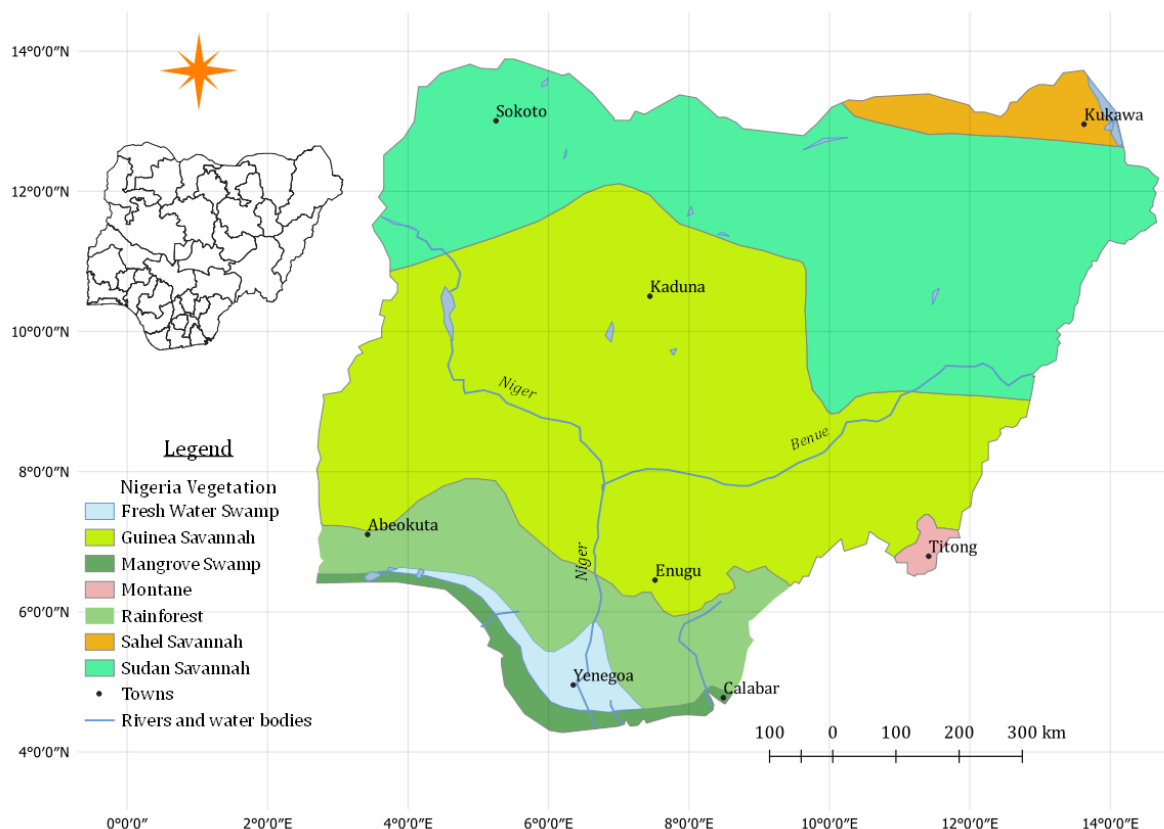 14°0′0″N
12°0′0″N
10°0′0″N
8°0′0″N
6°0′0″N
4°0′0″N
Sokoto
Kukawa
Kaduna
Niger
Benue
Abeokuta
Niger
Enugu
Titong
Yenegoa
Calabar
Legend
Nigeria Vegetation
Fresh Water Swamp
Guinea Savannah
Mangrove Swamp
Montane
Rainforest
Sahel Savannah
Sudan Savannah
Towns
Rivers and water bodies
100 0 100 200 300 km
0°0′0″ 2°0′0″E 4°0′0″E 6°0′0″E 8°0′0″E 10°0′0″E 12°0′0″E 14°0′0″E